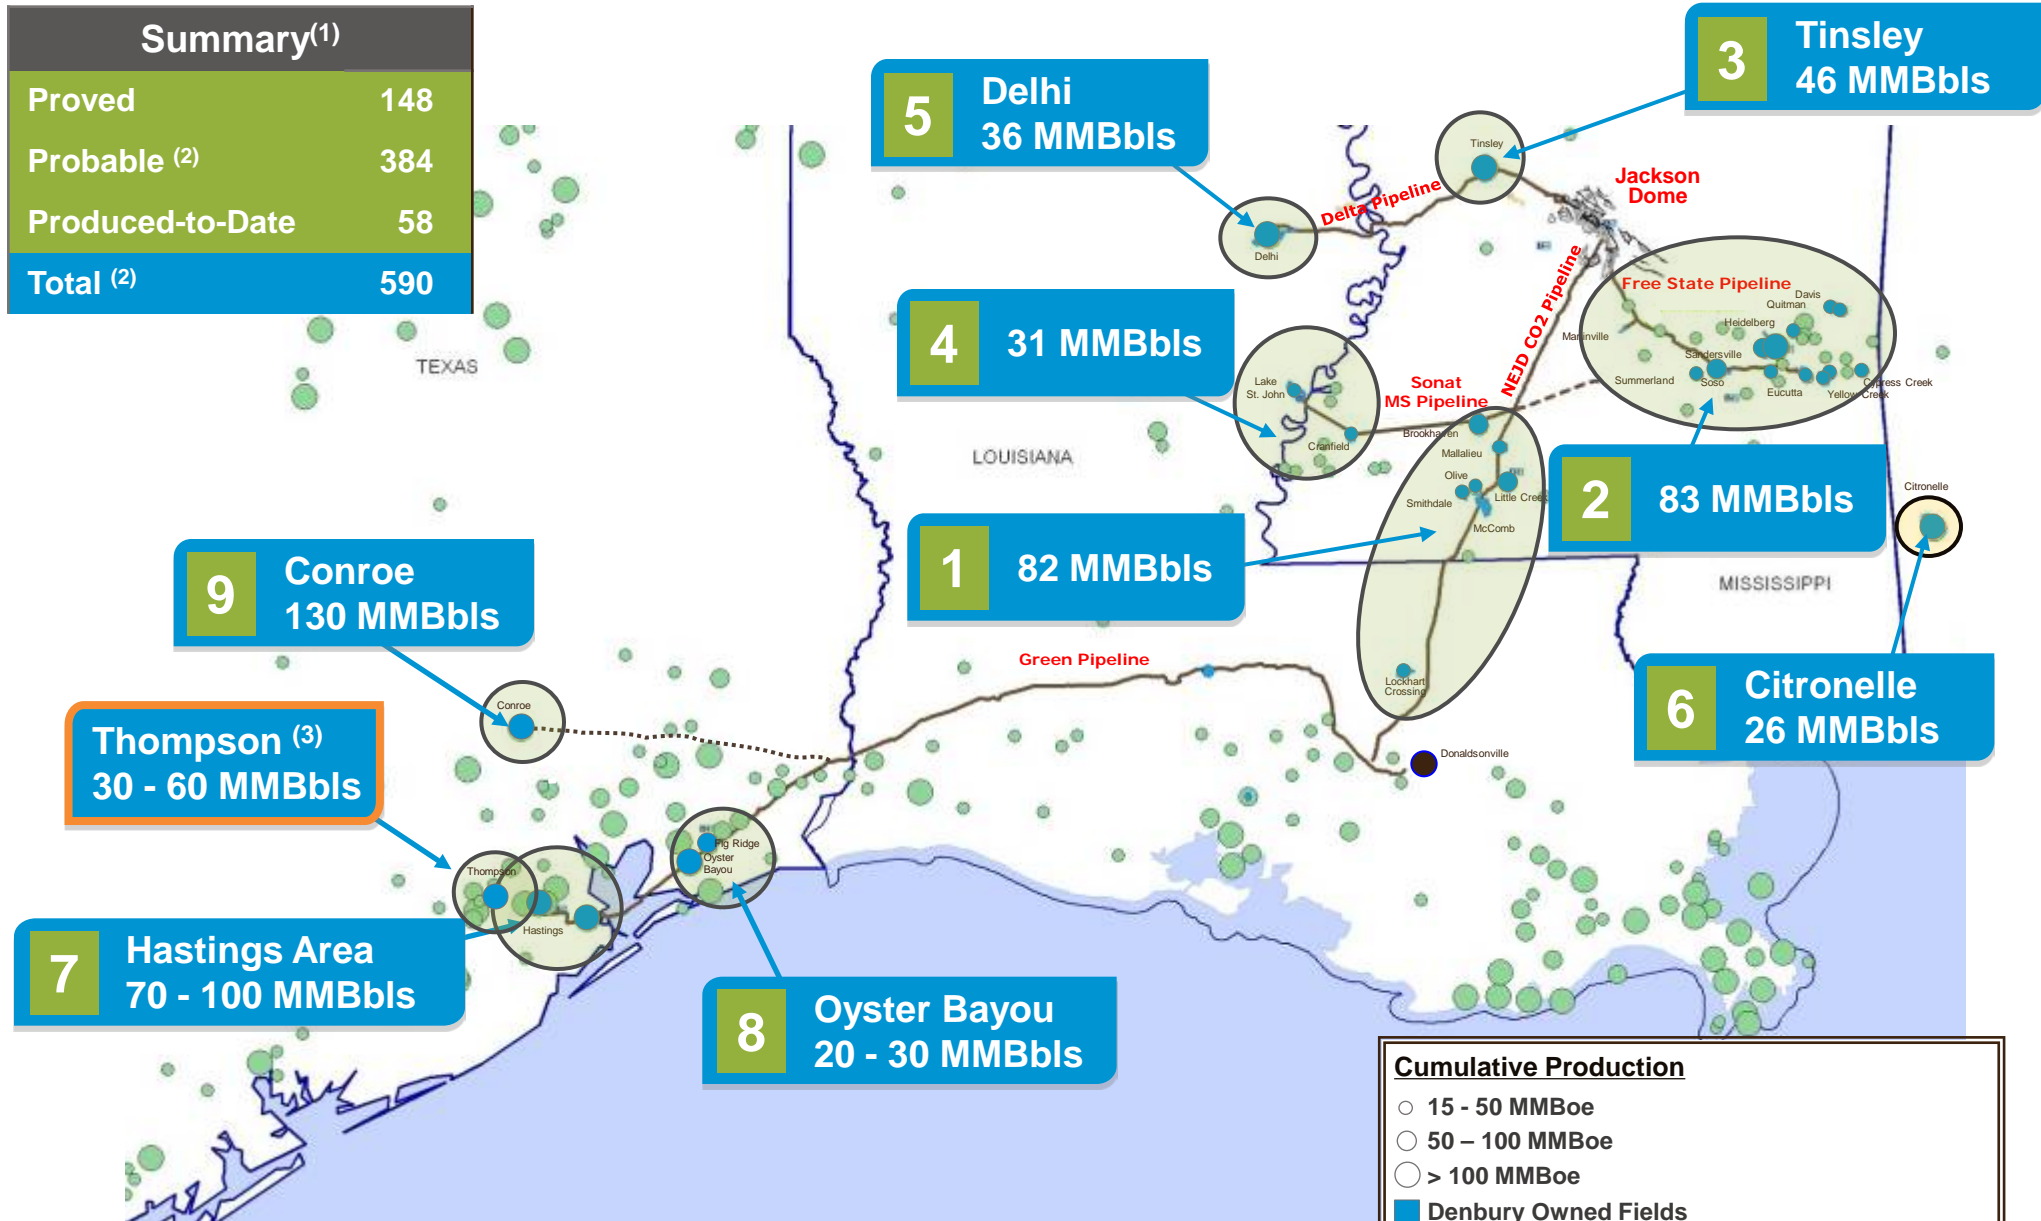 Summary(1)
Proved 148
Probable (2) 384
Produced-to-Date 58
Total (2) 590
3 Tinsley
46 MMBbls
5 Delhi
36 MMBbls
Tinsley
Jackson
Dome
Delta Pipeline
Delhi
NEJD CO2 Pipeline
Free State Pipeline
Davis
Quitman
Heidelberg
Martinville
Sandersville
Summerland
Soso
Eucutta
Cypress Creek
Yellow Creek
4 31 MMBbls
Lake
St. John
Cranfield
Sonat
MS Pipeline
Brookhaven
Mallalieu
Olive
Little Creek
Smithdale
McComb
TEXAS
LOUISIANA
MISSISSIPPI
2 83 MMBbls
Citronelle
1 82 MMBbls
9 Conroe
130 MMBbls
Green Pipeline
Lockhart
Crossing
6 Citronelle
26 MMBbls
Conroe
Thompson (3)
30 - 60 MMBbls
Donaldsonville
Fig Ridge
Oyster
Bayou
Thompson
Hastings
7 Hastings Area
70 - 100 MMBbls
8 Oyster Bayou
20 - 30 MMBbls
Cumulative Production
15 - 50 MMBoe
50 – 100 MMBoe
> 100 MMBoe
Denbury Owned Fields